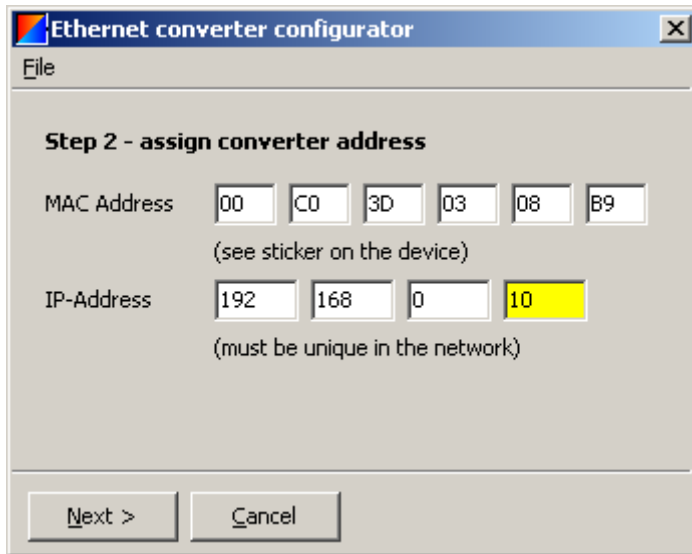 Ethernet converter configurator
File
Step 2 - assign converter address
MAC Address 00 C0 3D 03 08 B9
(see sticker on the device)
IP-Address 192 168 0 10
(must be unique in the network)
Next > Cancel